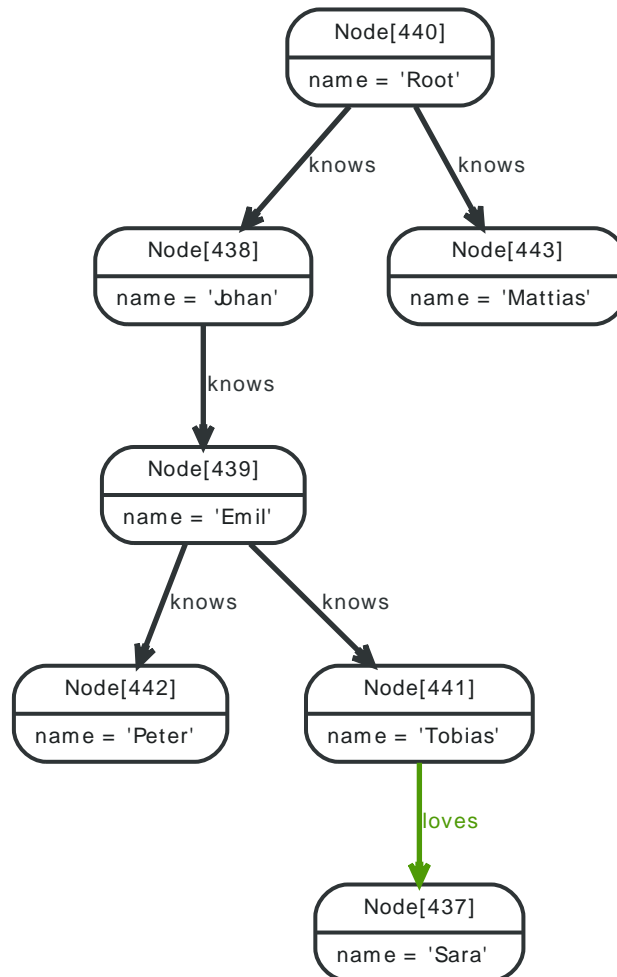 Node[440]
name = 'Root'
knows
knows
Node[438]
name = 'Johan'
Node[443]
name = 'Mattias'
knows
Node[439]
name = 'Emil'
knows
knows
Node[442]
name = 'Peter'
Node[441]
name = 'Tobias'
loves
Node[437]
name = 'Sara'